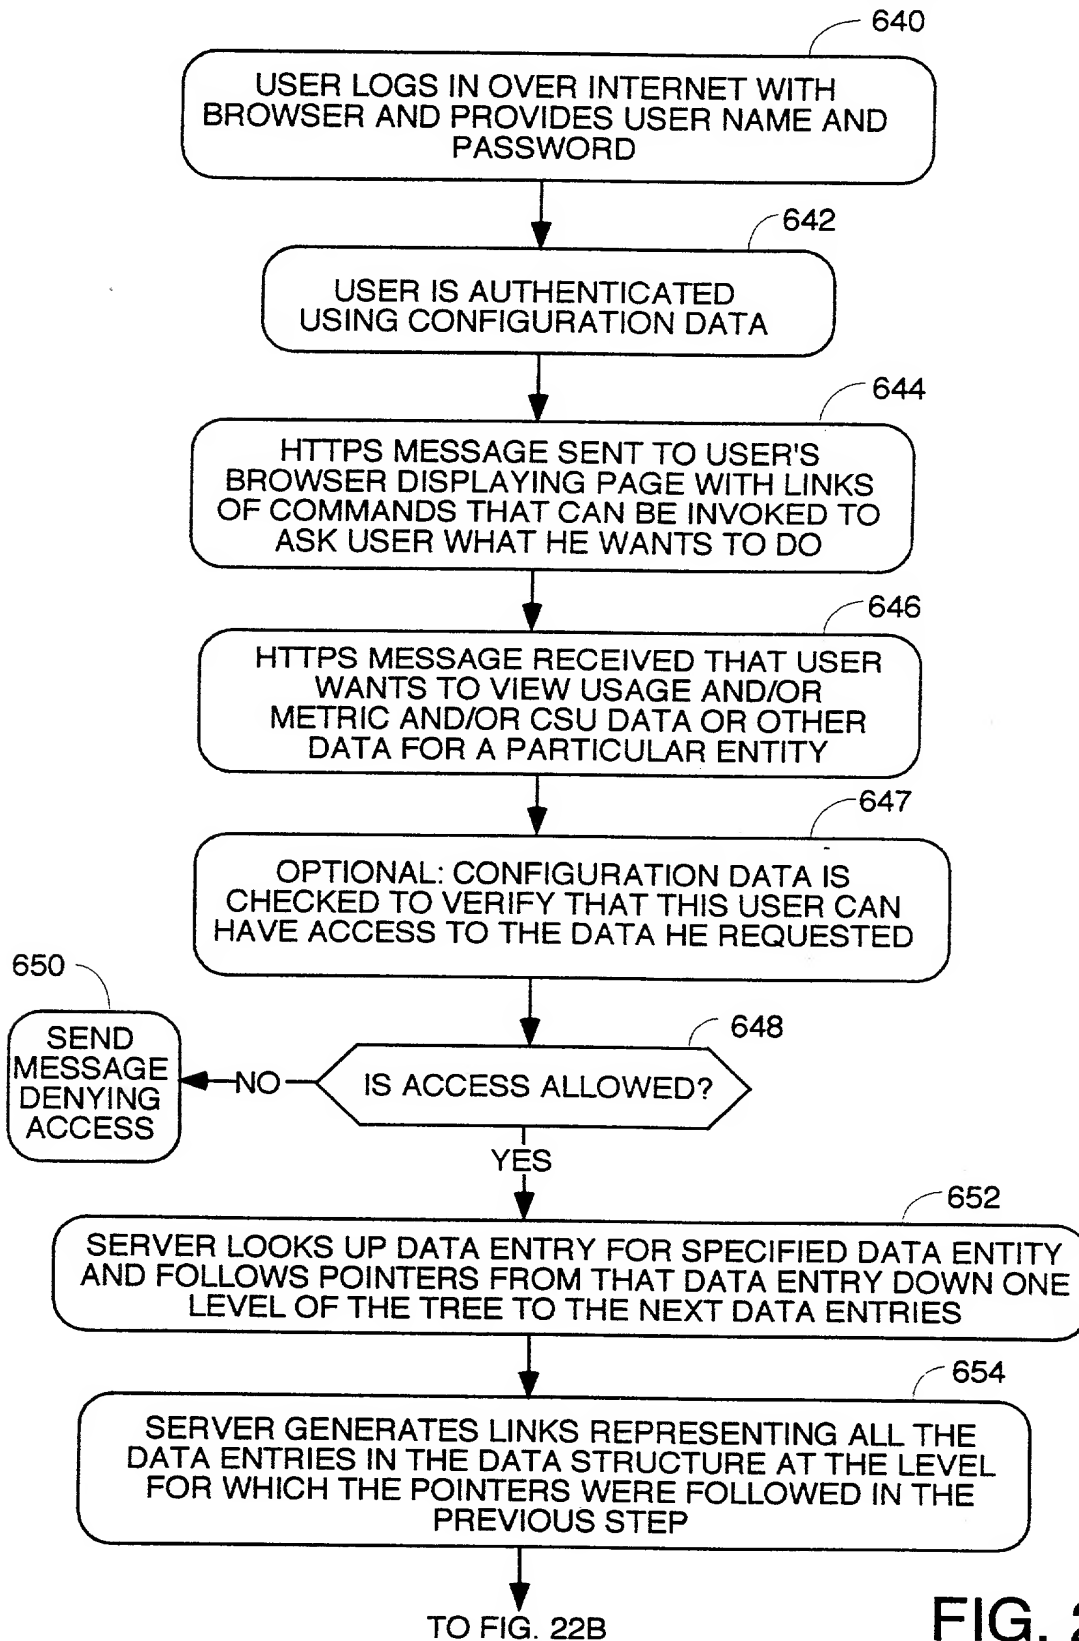 640
USER LOGS IN OVER INTERNET WITH
BROWSER AND PROVIDES USER NAME AND
PASSWORD
642
USER IS AUTHENTICATED
USING CONFIGURATION DATA
644
HTTPS MESSAGE SENT TO USER'S
BROWSER DISPLAYING PAGE WITH LINKS
OF COMMANDS THAT CAN BE INVOKED TO
ASK USER WHAT HE WANTS TO DO
646
HTTPS MESSAGE RECEIVED THAT USER
WANTS TO VIEW USAGE AND/OR
METRIC AND/OR CSU DATA OR OTHER
DATA FOR A PARTICULAR ENTITY
647
OPTIONAL: CONFIGURATION DATA IS
CHECKED TO VERIFY THAT THIS USER CAN
HAVE ACCESS TO THE DATA HE REQUESTED
650
SEND
MESSAGE
DENYING
ACCESS
NO
648
IS ACCESS ALLOWED?
YES
652
SERVER LOOKS UP DATA ENTRY FOR SPECIFIED DATA ENTITY
AND FOLLOWS POINTERS FROM THAT DATA ENTRY DOWN ONE
LEVEL OF THE TREE TO THE NEXT DATA ENTRIES
654
SERVER GENERATES LINKS REPRESENTING ALL THE
DATA ENTRIES IN THE DATA STRUCTURE AT THE LEVEL
FOR WHICH THE POINTERS WERE FOLLOWED IN THE
PREVIOUS STEP
TO FIG. 22B
FIG.